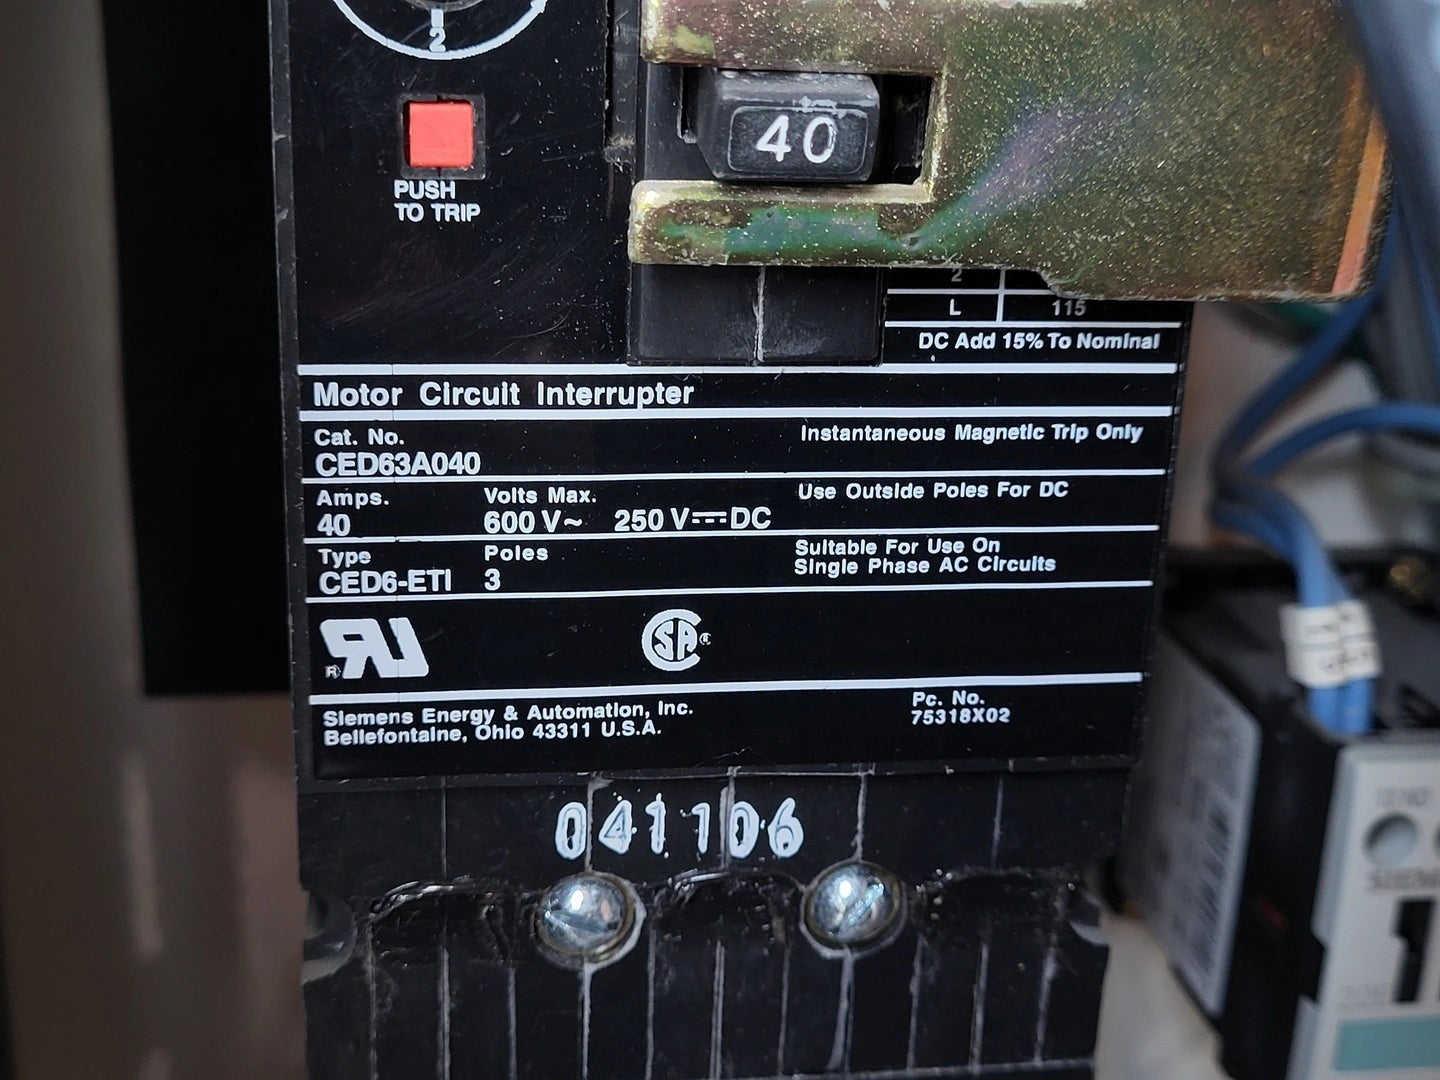 2
PUSH
TO TRIP
40
2
L 115
DC Add 15% To Nominal
Motor Circuit Interrupter
Cat. No. Instantaneous Magnetic Trip Only
CED63A040
Amps. Volts Max. Use Outside Poles For DC
40 600 V~ 250 V⎓DC
Type Poles Suitable For Use On
CED6-ETI 3 Single Phase AC Circuits
SA ®
®
Siemens Energy & Automation, Inc. Pc. No.
Bellefontaine, Ohio 43311 U.S.A. 75318X02
041106